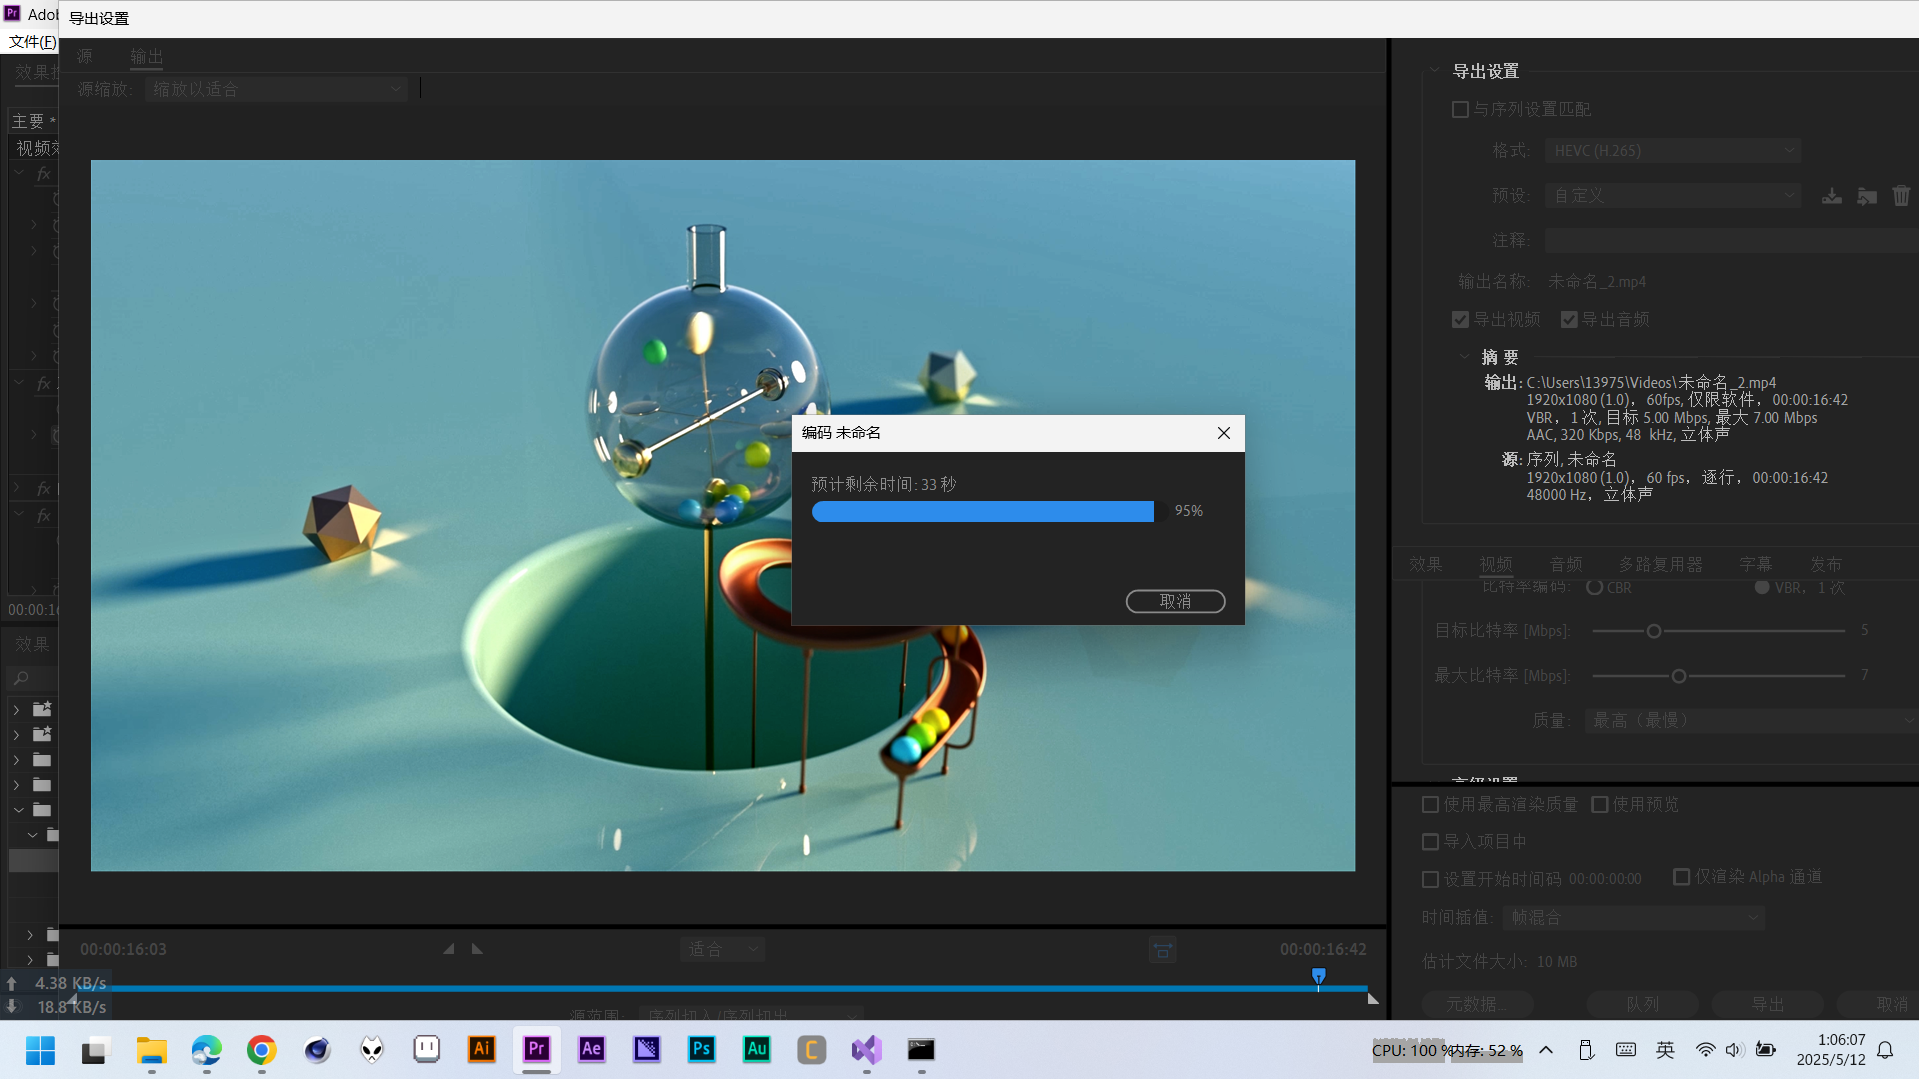 Adob
导出设置
文件(F)
源 输出
效果控
源缩放: 缩放以适合
主要 *
视频效
fx
fx
fx
fx
00:00:16
效果
编码 未命名
预计剩余时间: 33 秒
95%
取消
00:00:16:03
适合
00:00:16:42
源范围: 序列切入/序列切出
4.38 KB/s
18.8 KB/s
导出设置
与序列设置匹配
格式: HEVC (H.265)
预设: 自定义
注释:
输出名称: 未命名_2.mp4
导出视频 导出音频
摘要
输出: C:\Users\13975\Videos\未命名_2.mp4
1920x1080 (1.0)，60fps, 仅限软件，00:00:16:42
VBR，1 次, 目标 5.00 Mbps, 最大 7.00 Mbps
AAC, 320 Kbps, 48 kHz, 立体声
源: 序列, 未命名
1920x1080 (1.0)，60 fps，逐行，00:00:16:42
48000 Hz，立体声
效果 视频 音频 多路复用器 字幕 发布
比特率编码: CBR VBR，1 次
目标比特率 [Mbps]: 5
最大比特率 [Mbps]: 7
质量: 最高（最慢）
高级设置
使用最高渲染质量 使用预览
导入项目中
设置开始时间码 00:00:00:00 仅渲染 Alpha 通道
时间插值: 帧混合
估计文件大小: 10 MB
元数据... 队列 导出 取消
Ai Pr Ae Ps Au C
CPU: 100 % 内存: 52 %
英
1:06:07
2025/5/12